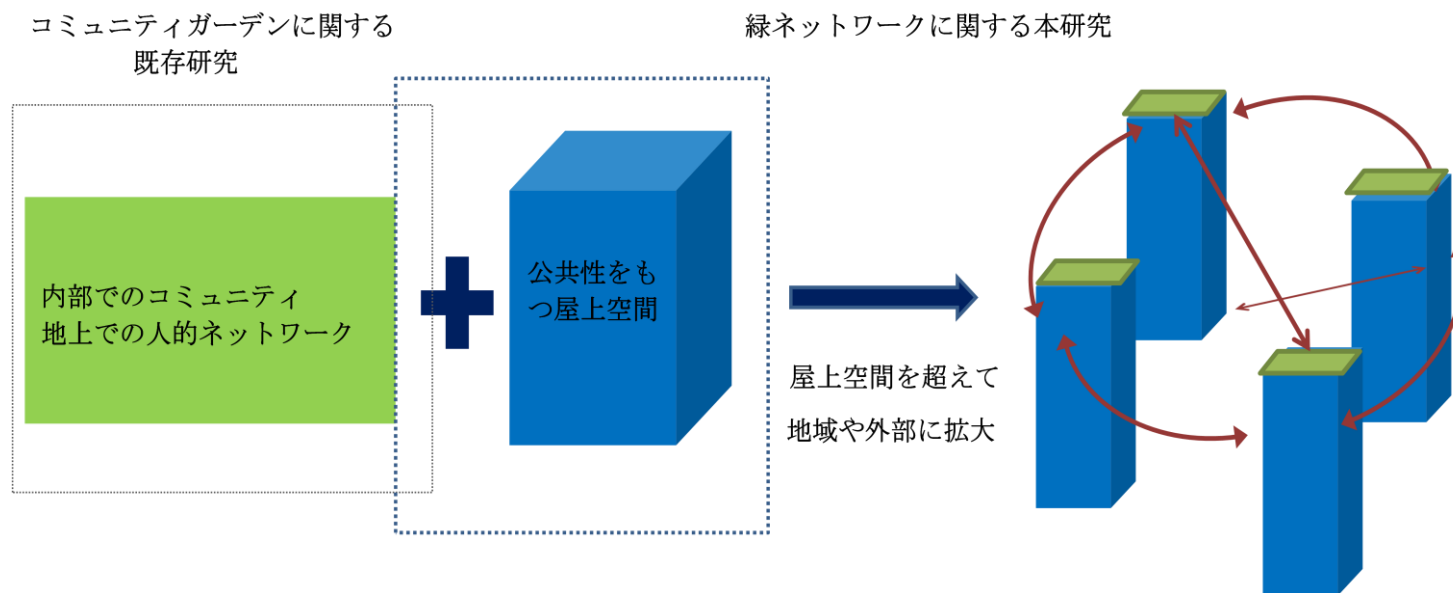 コミュニティガーデンに関する
既存研究
緑ネットワークに関する本研究
内部でのコミュニティ
地上での人的ネットワーク
公共性をも
つ屋上空間
屋上空間を超えて
地域や外部に拡大